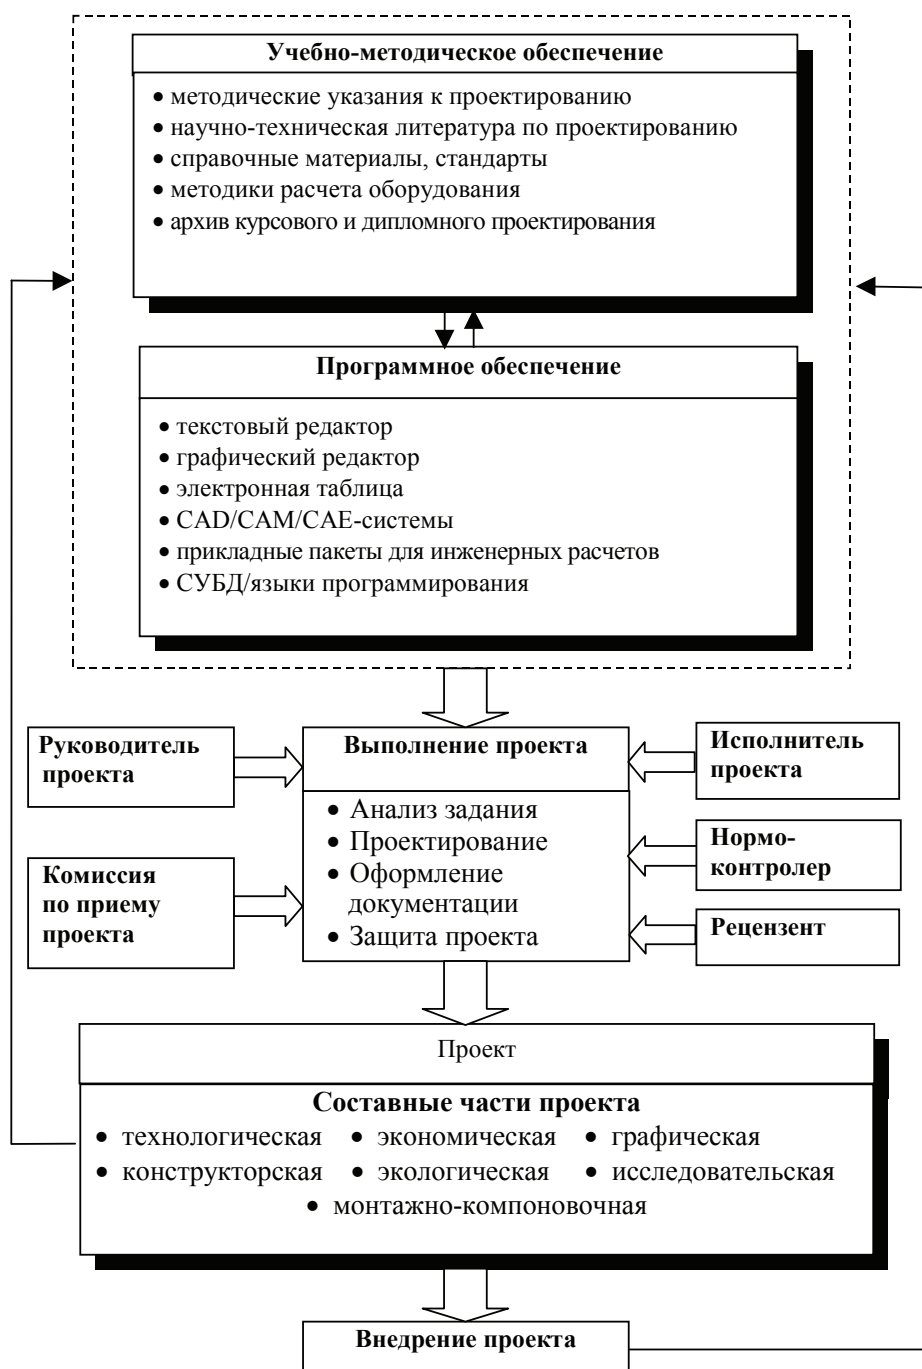 Учебно-методическое обеспечение
• методические указания к проектированию
• научно-техническая литература по проектированию
• справочные материалы, стандарты
• методики расчета оборудования
• архив курсового и дипломного проектирования
Программное обеспечение
• текстовый редактор
• графический редактор
• электронная таблица
• CAD/CAM/CAE-системы
• прикладные пакеты для инженерных расчетов
• СУБД/языки программирования
Руководитель
проекта
Комиссия
по приему
проекта
Выполнение проекта
• Анализ задания
• Проектирование
• Оформление
документации
• Защита проекта
Исполнитель
проекта
Нормо-
контролер
Рецензент
Проект
Составные части проекта
• технологическая • экономическая • графическая
• конструкторская • экологическая • исследовательская
• монтажно-компоновочная
Внедрение проекта